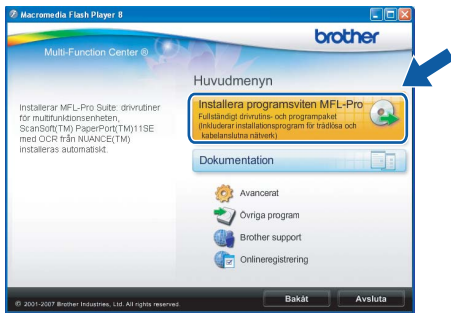 Macromedia Flash Player 8
brother
Multi-Function Center ®
Huvudmenyn
Installera programsviten MFL-Pro
Fullständigt drivrutins- och programpaket
(Inkluderar installationsprogram för trådlösa och
kabelanslutna nätverk)
Installerar MFL-Pro Suite: drivrutiner
för multifunktionsenheten,
ScanSoft(TM) PaperPort(TM)11SE
med OCR från NUANCE(TM)
installeras automatiskt.
Dokumentation
Avancerat
Övriga program
Brother support
Onlineregistrering
© 2001-2007 Brother Industries, Ltd. All rights reserved.
Bakåt
Avsluta